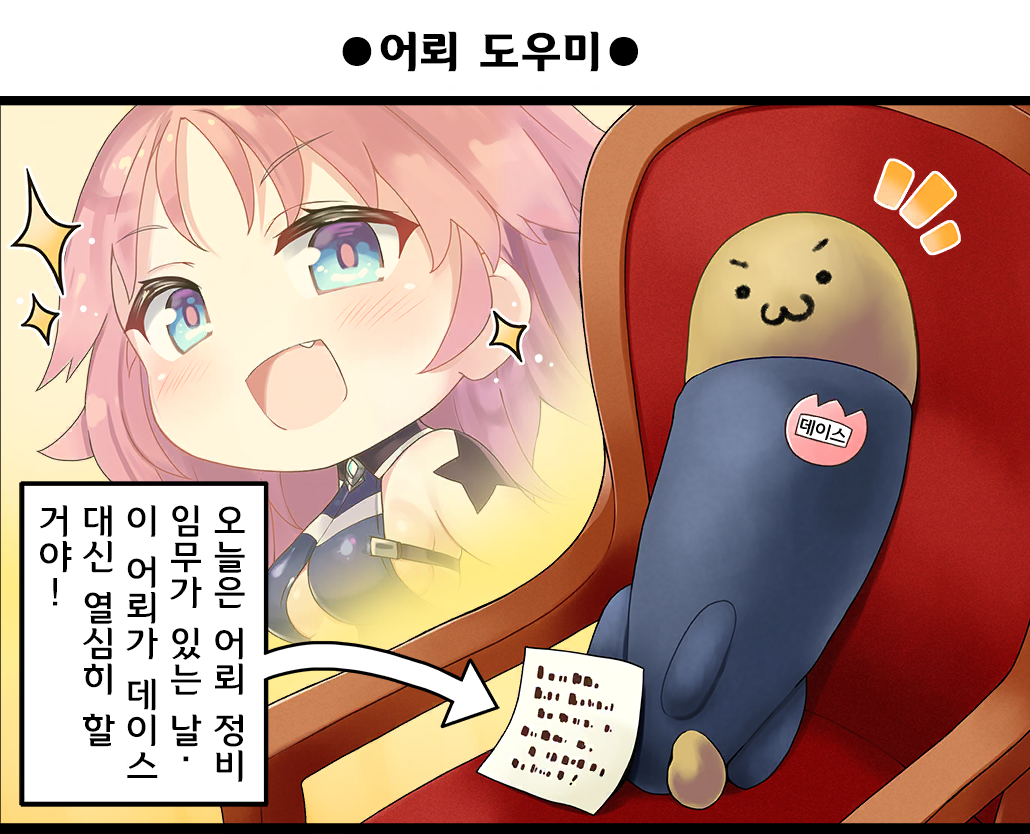 ●어뢰 도우미●
오늘은 어뢰 정비
임무가 있는 날.
이 어뢰가 데이스
대신 열심히 할
거야!
데이스